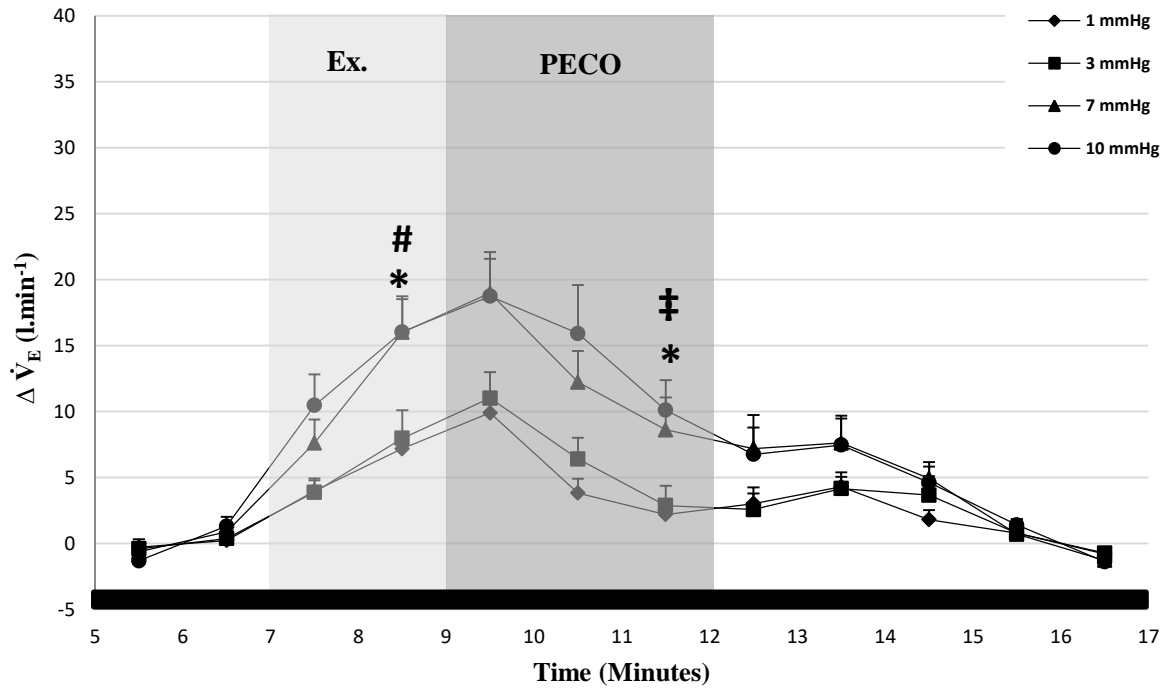 40
35
30
25
20
15
10
5
0
-5
Δ V̇E (l.min-1)
Ex.
PECO
#
*
‡
*
1 mmHg
3 mmHg
7 mmHg
10 mmHg
5 6 7 8 9 10 11 12 13 14 15 16 17
Time (Minutes)